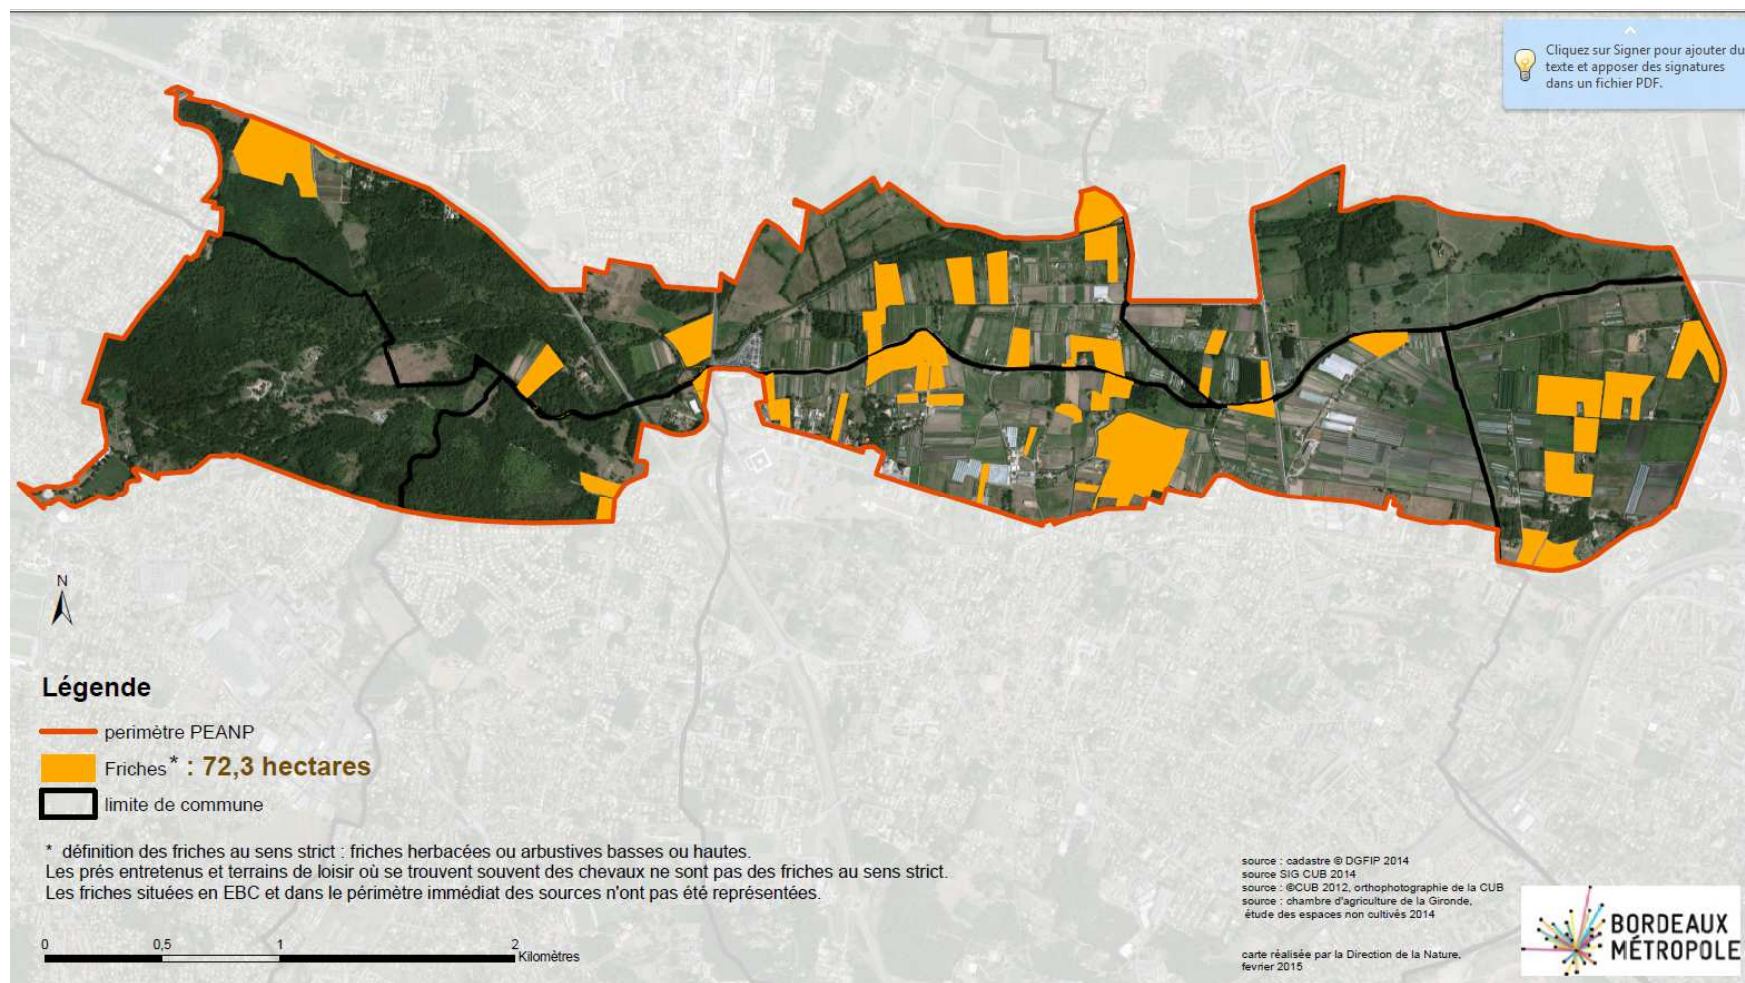 Cliquez sur Signer pour ajouter du
texte et apposer des signatures
dans un fichier PDF.
N
Légende
perimètre PEANP
Friches* : 72,3 hectares
limite de commune
* définition des friches au sens strict : friches herbacées ou arbustives basses ou hautes.
Les prés entretenus et terrains de loisir où se trouvent souvent des chevaux ne sont pas des friches au sens strict.
Les friches situées en EBC et dans le périmètre immédiat des sources n'ont pas été représentées.
0 0,5 1 2
Kilomètres
source : cadastre © DGFIP 2014
source SIG CUB 2014
source : ©CUB 2012, orthophotographie de la CUB
source : chambre d'agriculture de la Gironde,
étude des espaces non cultivés 2014
carte réalisée par la Direction de la Nature,
fevrier 2015
BORDEAUX
MÉTROPOLE